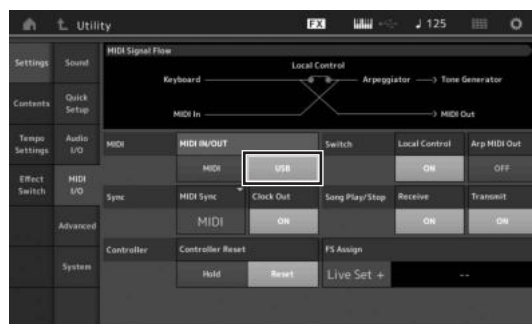 Utility
FX
125
Settings
Sound
MIDI Signal Flow
Local Control
Keyboard
Arpeggiator
Tone Generator
MIDI In
MIDI Out
Contents
Quick Setup
Tempo Settings
Audio I/O
MIDI
MIDI IN/OUT
Switch
Local Control
Arp MIDI Out
MIDI
USB
ON
OFF
Effect Switch
MIDI I/O
Sync
MIDI Sync
Clock Out
Song Play/Stop
Receive
Transmit
MIDI
ON
ON
ON
Advanced
Controller
Controller Reset
FS Assign
System
Hold
Reset
Live Set +
--